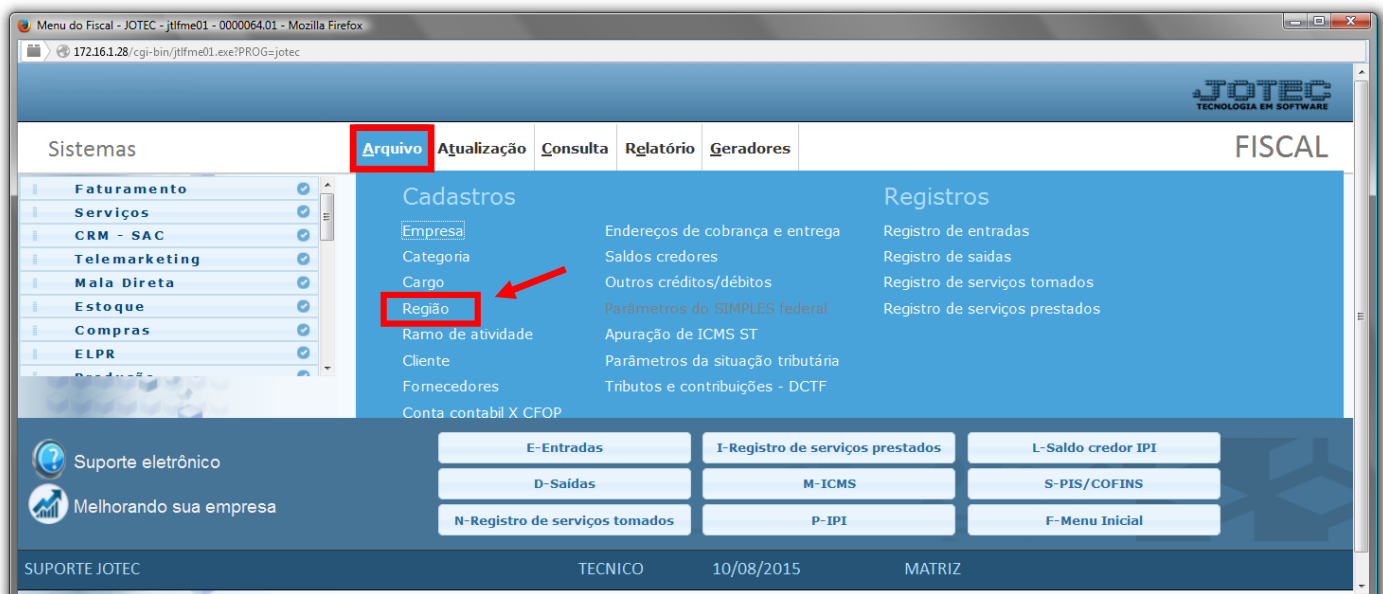 Menu do Fiscal - JOTEC - jtlfme01 - 0000064.01 - Mozilla Firefox
172.16.1.28/cgi-bin/jtlfme01.exe?PROG=jotec
JOTEC
TECNOLOGIA EM SOFTWARE
Sistemas
Arquivo Atualização Consulta Relatório Geradores
FISCAL
Faturamento
Serviços
CRM - SAC
Telemarketing
Mala Direta
Estoque
Compras
ELPR
Produção
Cadastros
Empresa
Categoria
Cargo
Região
Ramo de atividade
Cliente
Fornecedores
Conta contabil X CFOP
Endereços de cobrança e entrega
Saldos credores
Outros créditos/débitos
Parâmetros do SIMPLES federal
Apuração de ICMS ST
Parâmetros da situação tributária
Tributos e contribuições - DCTF
Registros
Registro de entradas
Registro de saidas
Registro de serviços tomados
Registro de serviços prestados
Suporte eletrônico
Melhorando sua empresa
E-Entradas
I-Registro de serviços prestados
L-Saldo credor IPI
D-Saídas
M-ICMS
S-PIS/COFINS
N-Registro de serviços tomados
P-IPI
F-Menu Inicial
SUPORTE JOTEC TECNICO 10/08/2015 MATRIZ